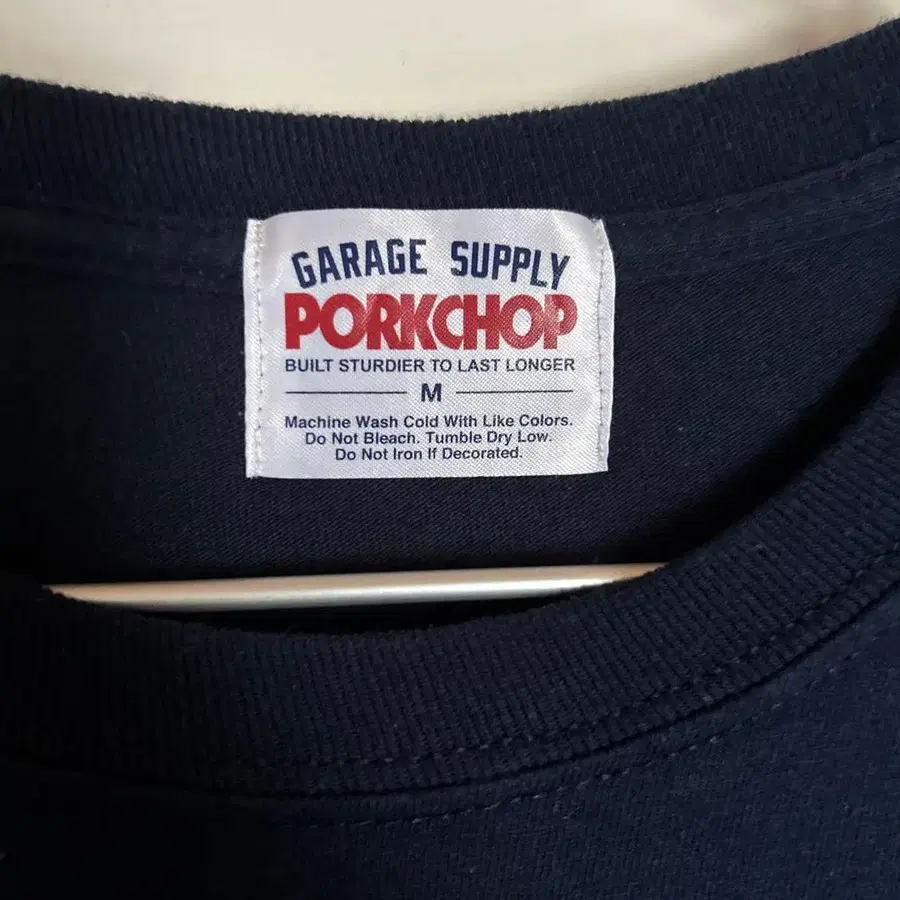 GARAGE SUPPLY
PORKCHOP
BUILT STURDIER TO LAST LONGER
M
Machine Wash Cold With Like Colors.
Do Not Bleach. Tumble Dry Low.
Do Not Iron If Decorated.